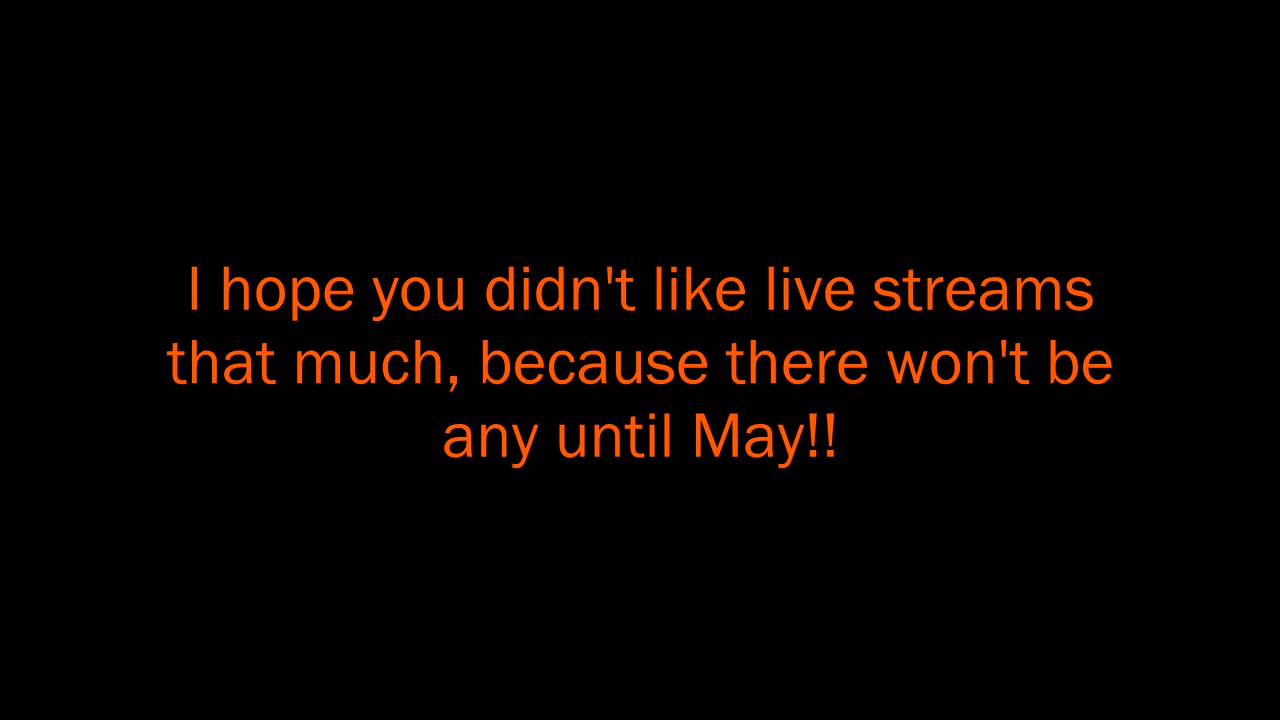 I hope you didn't like live streams
that much, because there won't be
any until May!!